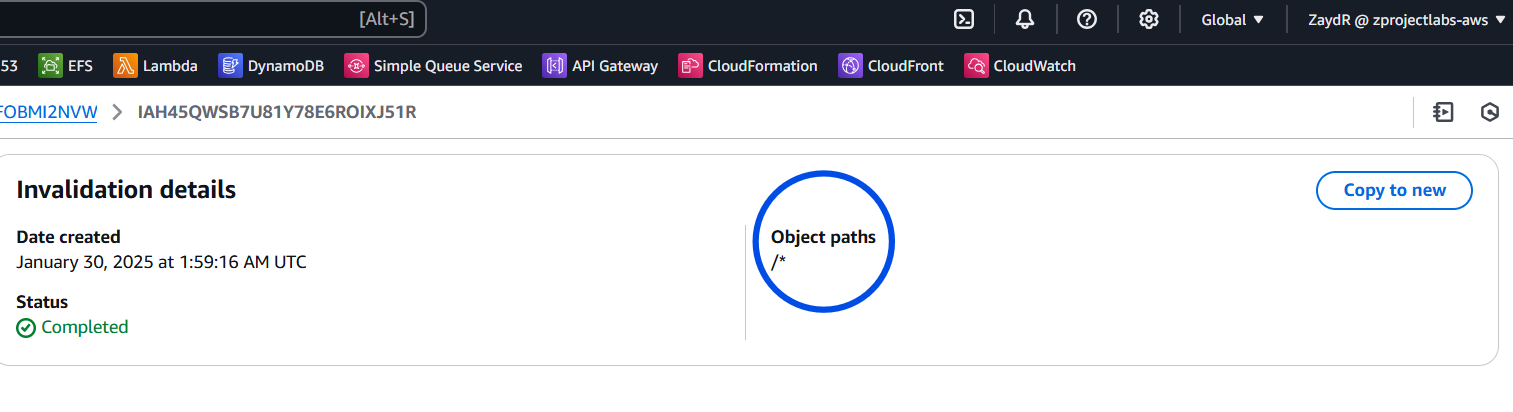 [Alt+S] Global ZaydR @ zprojectlabs-aws
53 EFS Lambda DynamoDB Simple Queue Service API Gateway CloudFormation CloudFront CloudWatch
FOBMI2NVW IAH45QWSB7U81Y78E6ROIXJ51R
Invalidation details
Copy to new
Date created
January 30, 2025 at 1:59:16 AM UTC
Status
Completed
Object paths
/*